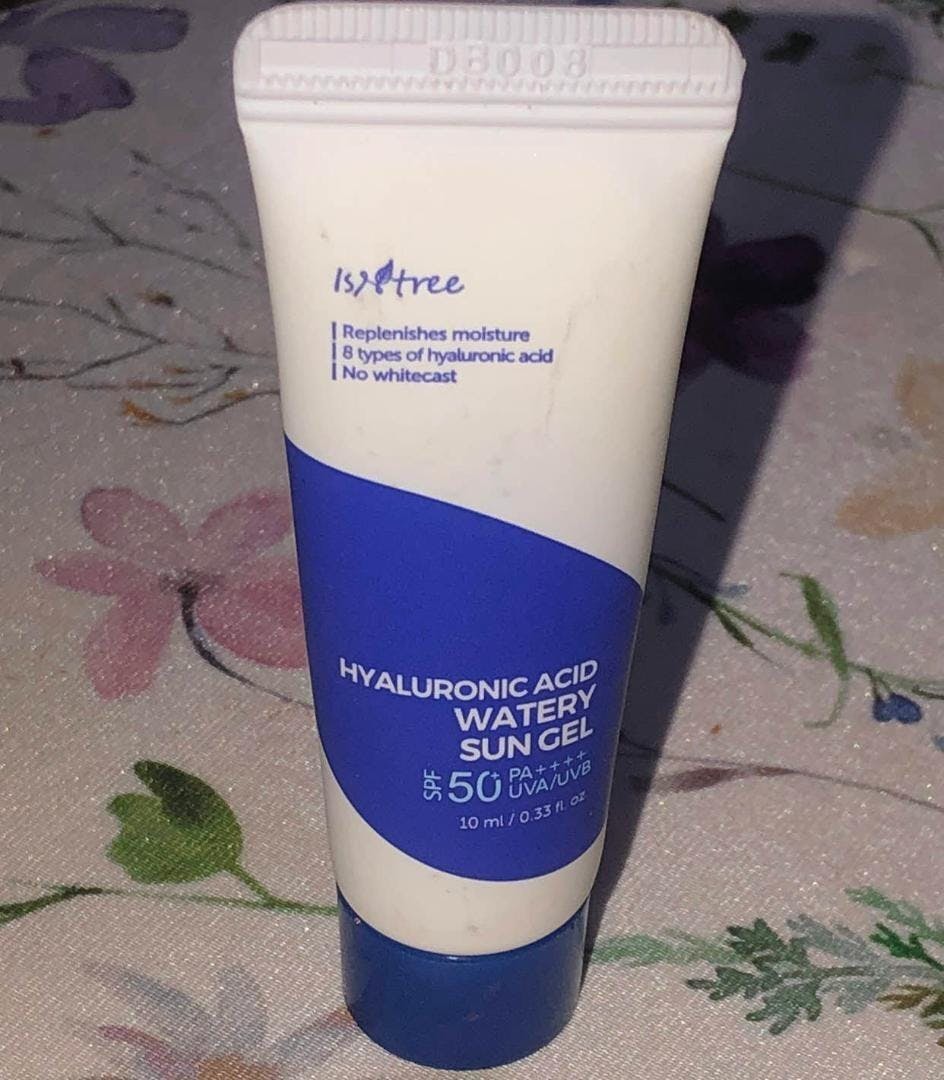 DB008
Isntree
Replenishes moisture
8 types of hyaluronic acid
No whitecast
HYALURONIC ACID
WATERY
SUN GEL
SPF 50+ PA++++
UVA/UVB
10 ml / 0.33 fl. oz